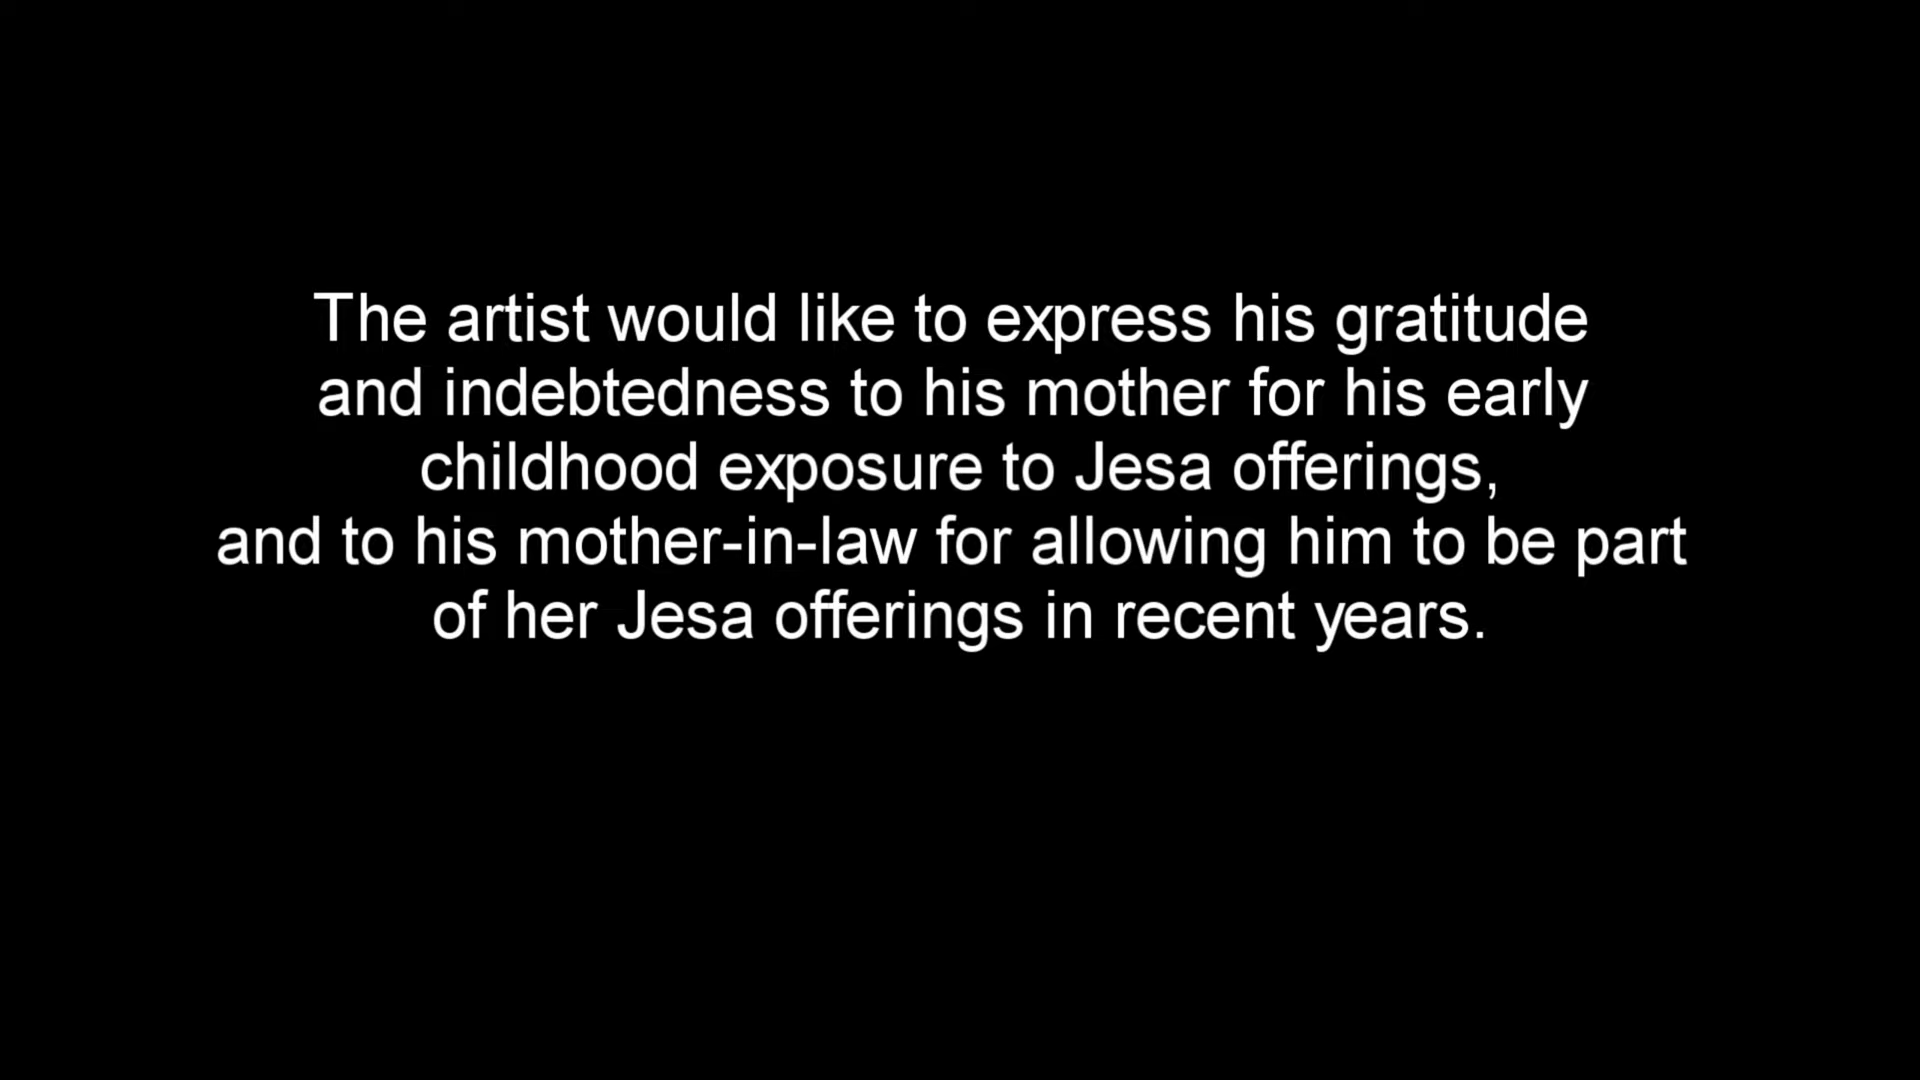 The artist would like to express his gratitude
and indebtedness to his mother for his early
childhood exposure to Jesa offerings,
and to his mother-in-law for allowing him to be part
of her Jesa offerings in recent years.